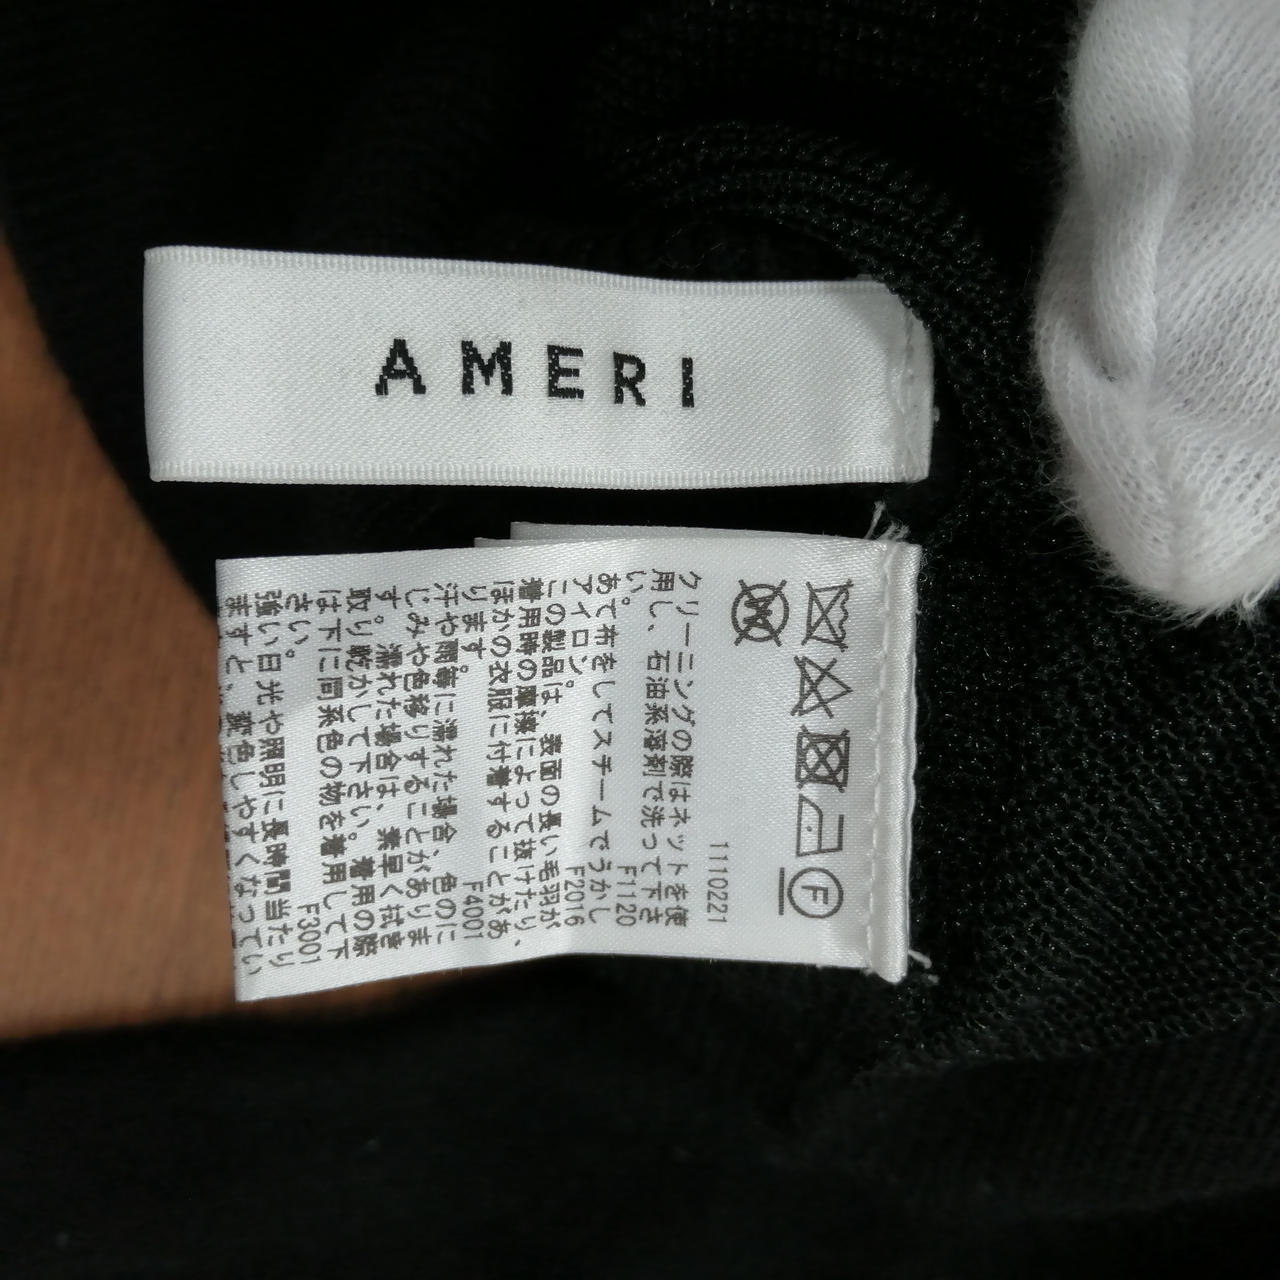 AMERI
F
W
1110221
クリーニングの際はネットを使
用し、石油系溶剤で洗って下さ
い。 F1120
あて布をしてスチームでうかし
アイロン。 F2016
この製品は、表面の長い毛羽が
着用時の摩擦によって抜けたり、
ほかの衣服に付着することがあ
ります。 F4001
汗や雨等に濡れた場合、色のに
じみや色移りすることがありま
す。濡れた場合は、素早く拭き
取り乾かして下さい。着用の際
は下に同系色の物を着用して下
さい。 F3001
強い日光や照明に長時間当たり
ますと、変色しやすくなってい